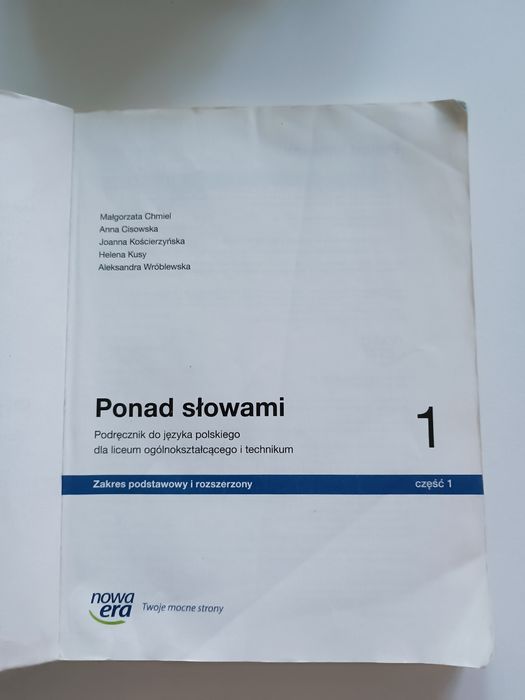 Małgorzata Chmiel
Anna Cisowska
Joanna Kościerzyńska
Helena Kusy
Aleksandra Wróblewska
Ponad słowami 1
Podręcznik do języka polskiego
dla liceum ogólnokształcącego i technikum
Zakres podstawowy i rozszerzony część 1
nowa
era Twoje mocne strony